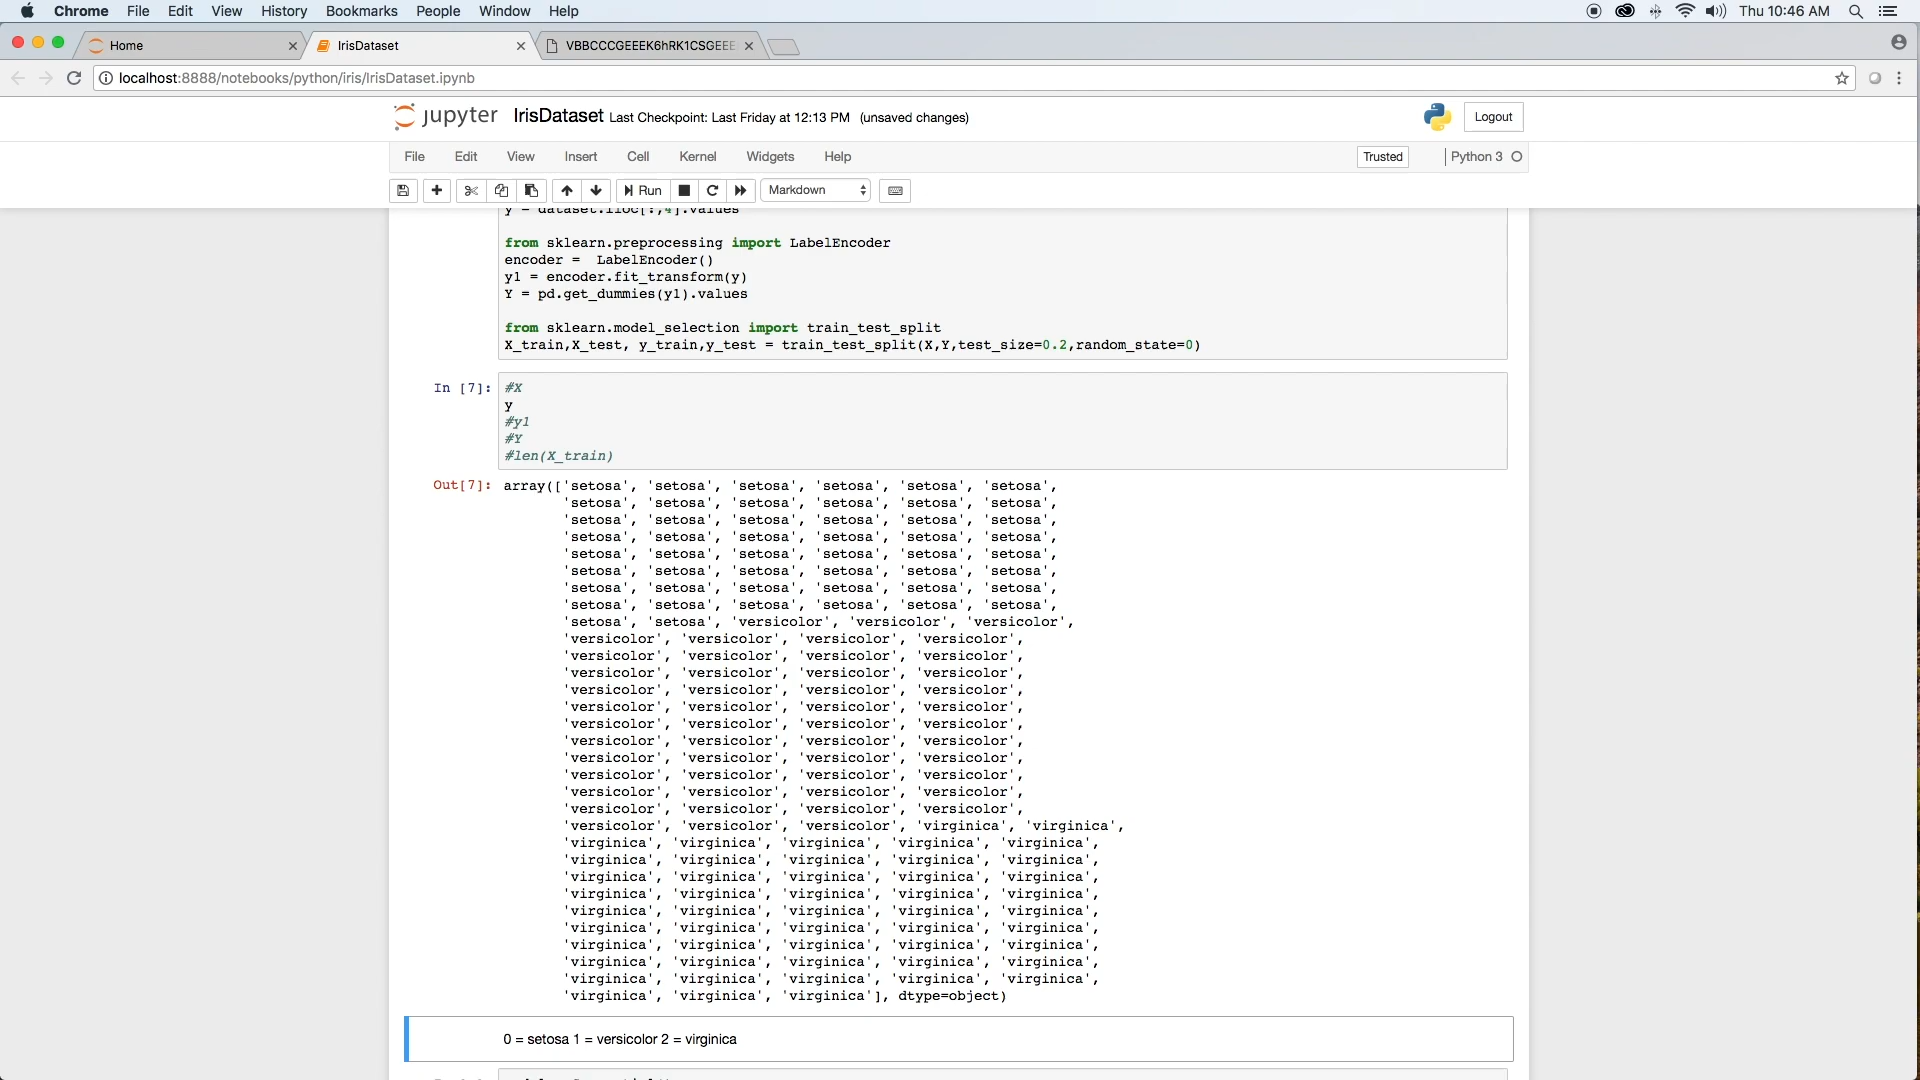 Chrome File Edit View History Bookmarks People Window Help Thu 10:46 AM
Home IrisDataset VBBCCCGEEEK6hRK1CSGEEE
localhost:8888/notebooks/python/iris/IrisDataset.ipynb
jupyter IrisDataset Last Checkpoint: Last Friday at 12:13 PM (unsaved changes) Logout
File Edit View Insert Cell Kernel Widgets Help Trusted Python 3
Run Markdown
y = dataset.iloc[:,4].values
from sklearn.preprocessing import LabelEncoder
encoder = LabelEncoder()
y1 = encoder.fit_transform(y)
Y = pd.get_dummies(y1).values
from sklearn.model_selection import train_test_split
X_train,X_test, y_train,y_test = train_test_split(X,Y,test_size=0.2,random_state=0)
In [7]: #X
y
#y1
#Y
#len(X_train)
Out[7]: array(['setosa', 'setosa', 'setosa', 'setosa', 'setosa', 'setosa',
'setosa', 'setosa', 'setosa', 'setosa', 'setosa', 'setosa',
'setosa', 'setosa', 'setosa', 'setosa', 'setosa', 'setosa',
'setosa', 'setosa', 'setosa', 'setosa', 'setosa', 'setosa',
'setosa', 'setosa', 'setosa', 'setosa', 'setosa', 'setosa',
'setosa', 'setosa', 'setosa', 'setosa', 'setosa', 'setosa',
'setosa', 'setosa', 'setosa', 'setosa', 'setosa', 'setosa',
'setosa', 'setosa', 'setosa', 'setosa', 'setosa', 'setosa',
'setosa', 'setosa', 'versicolor', 'versicolor', 'versicolor',
'versicolor', 'versicolor', 'versicolor', 'versicolor',
'versicolor', 'versicolor', 'versicolor', 'versicolor',
'versicolor', 'versicolor', 'versicolor', 'versicolor',
'versicolor', 'versicolor', 'versicolor', 'versicolor',
'versicolor', 'versicolor', 'versicolor', 'versicolor',
'versicolor', 'versicolor', 'versicolor', 'versicolor',
'versicolor', 'versicolor', 'versicolor', 'versicolor',
'versicolor', 'versicolor', 'versicolor', 'versicolor',
'versicolor', 'versicolor', 'versicolor', 'versicolor',
'versicolor', 'versicolor', 'versicolor', 'versicolor',
'versicolor', 'versicolor', 'versicolor', 'versicolor',
'versicolor', 'versicolor', 'versicolor', 'virginica', 'virginica',
'virginica', 'virginica', 'virginica', 'virginica', 'virginica',
'virginica', 'virginica', 'virginica', 'virginica', 'virginica',
'virginica', 'virginica', 'virginica', 'virginica', 'virginica',
'virginica', 'virginica', 'virginica', 'virginica', 'virginica',
'virginica', 'virginica', 'virginica', 'virginica', 'virginica',
'virginica', 'virginica', 'virginica', 'virginica', 'virginica',
'virginica', 'virginica', 'virginica', 'virginica', 'virginica',
'virginica', 'virginica', 'virginica', 'virginica', 'virginica',
'virginica', 'virginica', 'virginica', 'virginica', 'virginica',
'virginica', 'virginica', 'virginica'], dtype=object)
0 = setosa 1 = versicolor 2 = virginica